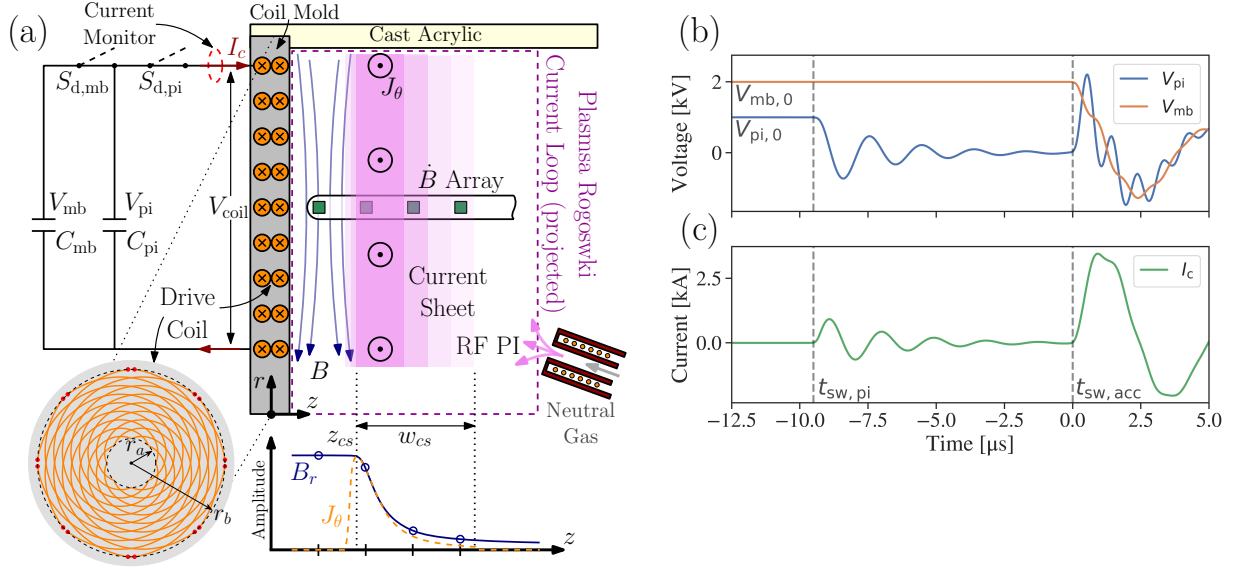 (a)
Current
Monitor
Coil Mold
Cast Acrylic
I_c
S_d,mb
S_d,pi
J_θ
Plasmsa Rogoswki
Current Loop (projected)
Ḃ Array
V_mb
V_pi
V_coil
C_mb
C_pi
Current
Sheet
Drive
Coil
RF PI
B
r
z
Neutral
Gas
z_cs
w_cs
r_a
r_b
Amplitude
B_r
J_θ
z
(b)
Voltage [kV]
2
0
V_mb,0
V_pi,0
V_pi
V_mb
(c)
Current [kA]
2.5
0.0
I_c
t_sw,pi
t_sw,acc
−12.5
−10.0
−7.5
−5.0
−2.5
0.0
2.5
5.0
Time [μs]